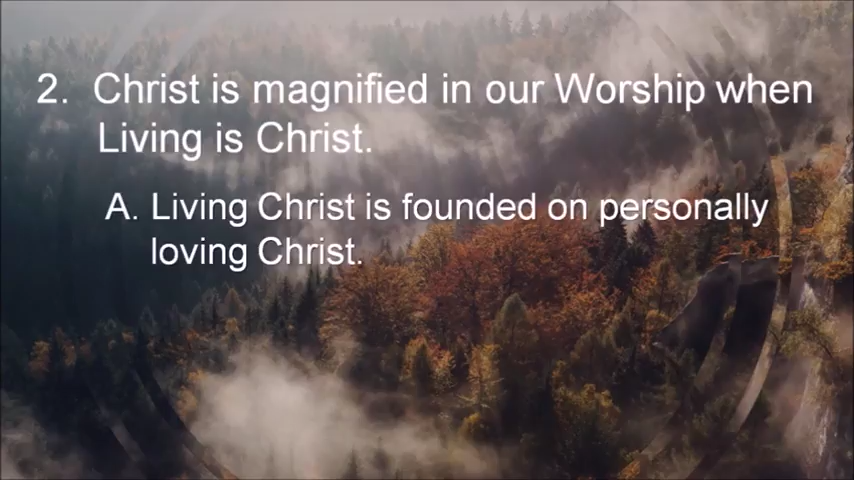 2. Christ is magnified in our Worship when
Living is Christ.
A. Living Christ is founded on personally
loving Christ.